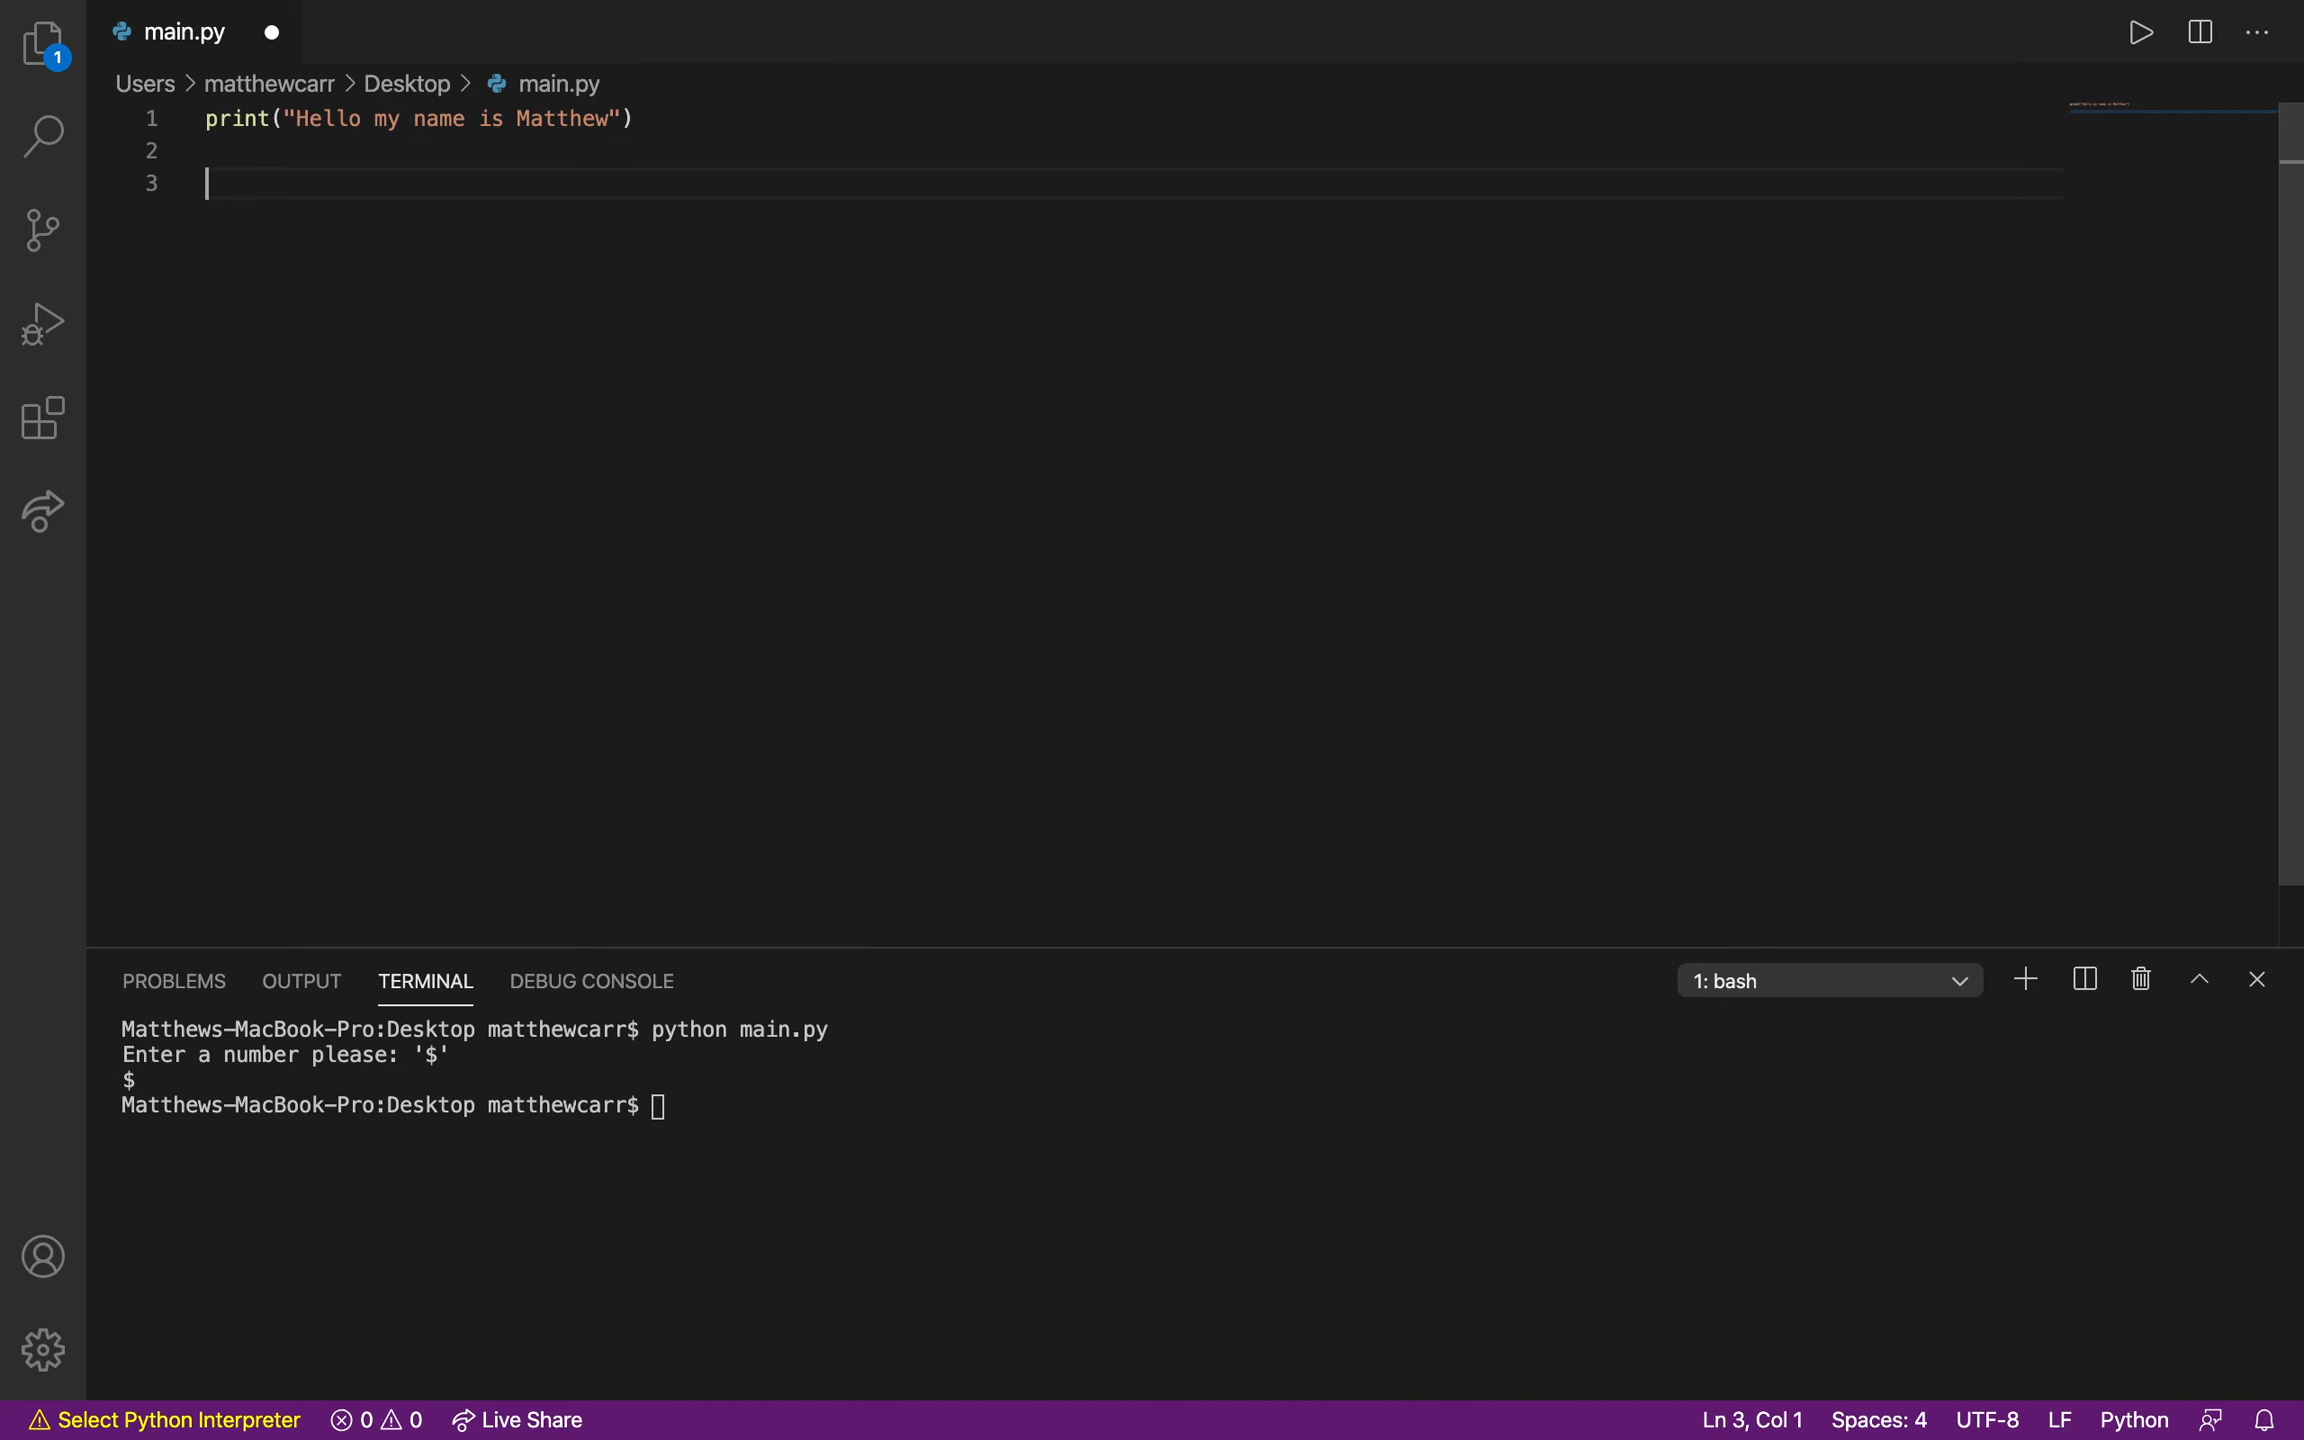 main.py
1
Users > matthewcarr > Desktop > main.py
1 print("Hello my name is Matthew")
2
3
PROBLEMS OUTPUT TERMINAL DEBUG CONSOLE 1: bash
Matthews-MacBook-Pro:Desktop matthewcarr$ python main.py
Enter a number please: '$'
$
Matthews-MacBook-Pro:Desktop matthewcarr$
Select Python Interpreter 0 0 Live Share Ln 3, Col 1 Spaces: 4 UTF-8 LF Python